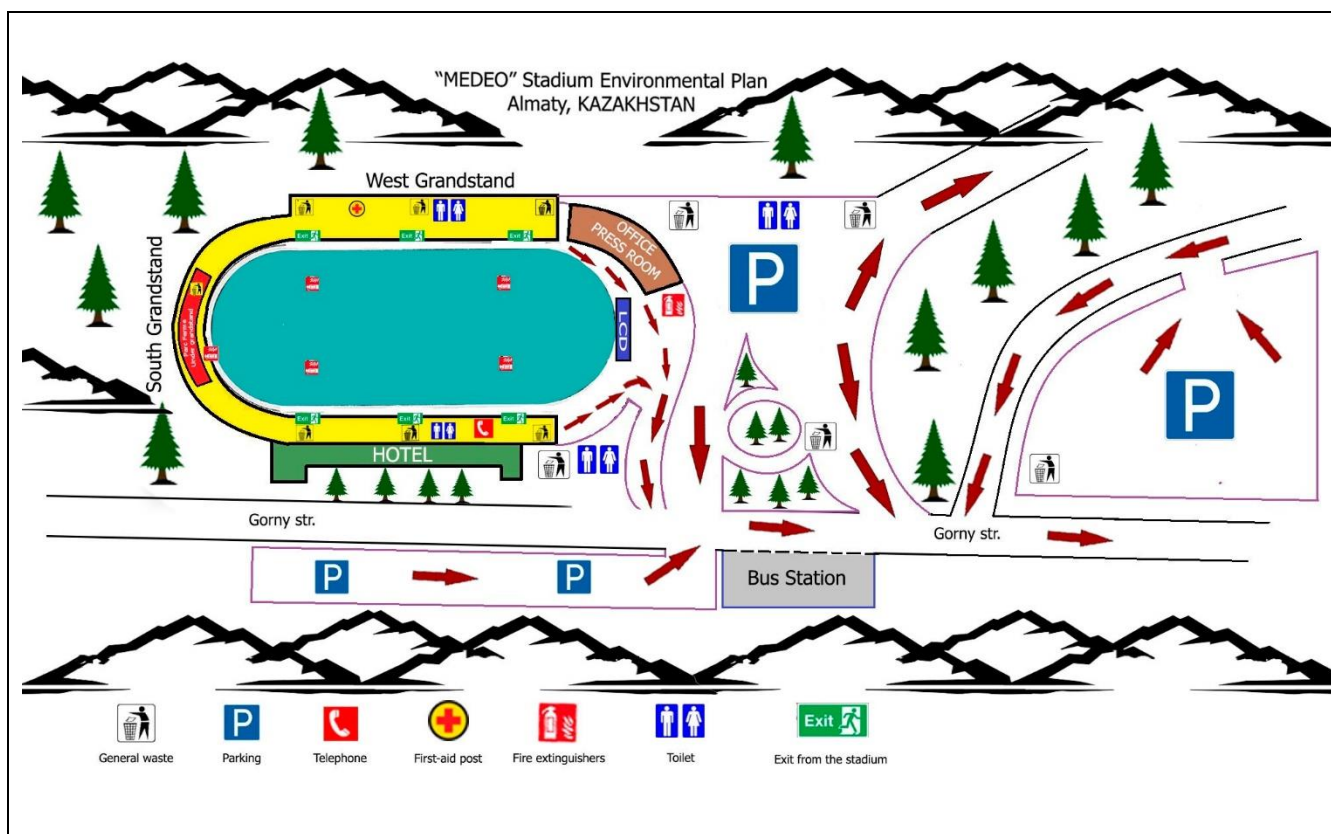 “MEDEO” Stadium Environmental Plan
Almaty, KAZAKHSTAN
West Grandstand
OFFICE
PRESS ROOM
P
Exit
Exit
Exit
South Grandstand
Under grandstand
LCD
P
Exit
Exit
Exit
HOTEL
Gorny str.
Gorny str.
P
P
Bus Station
P
Exit
General waste
Parking
Telephone
First-aid post
Fire extinguishers
Toilet
Exit from the stadium